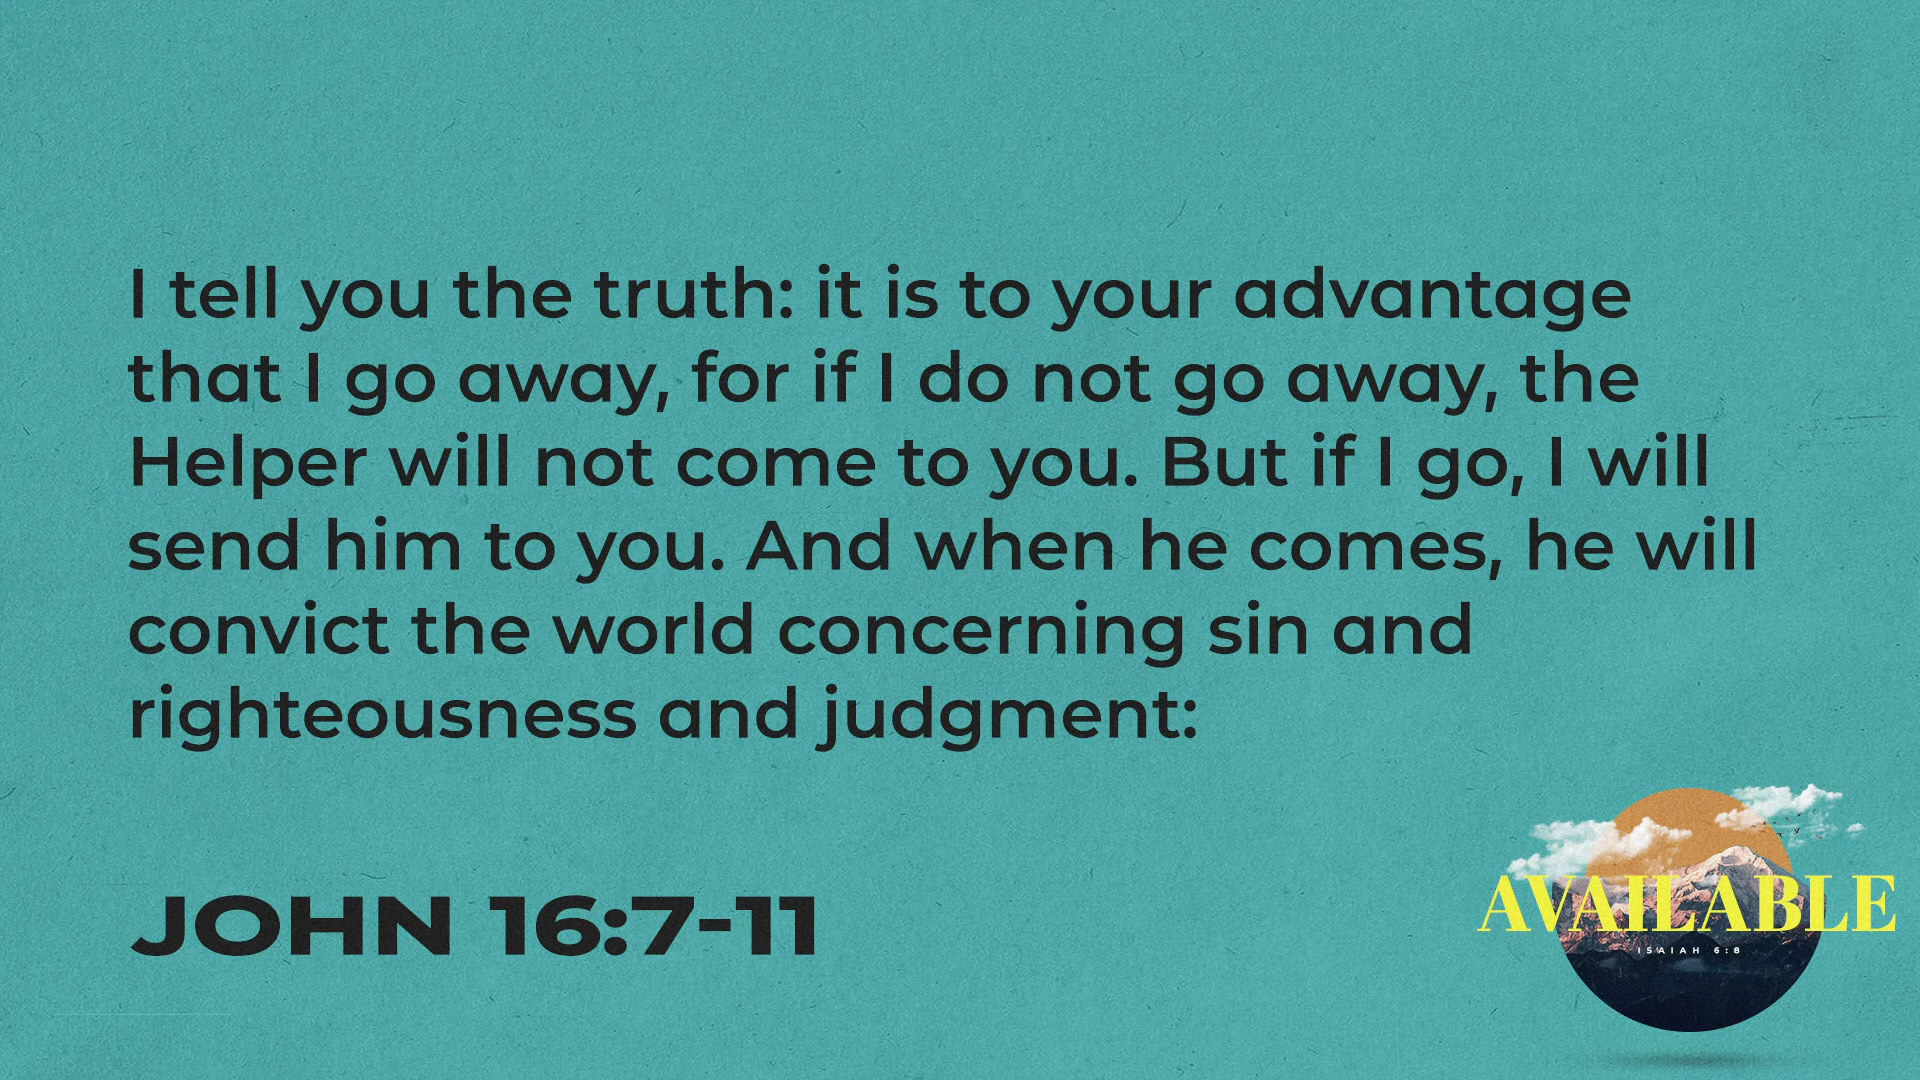 I tell you the truth: it is to your advantage
that I go away, for if I do not go away, the
Helper will not come to you. But if I go, I will
send him to you. And when he comes, he will
convict the world concerning sin and
righteousness and judgment:
JOHN 16:7-11
AVAILABLE
ISAIAH 6:8